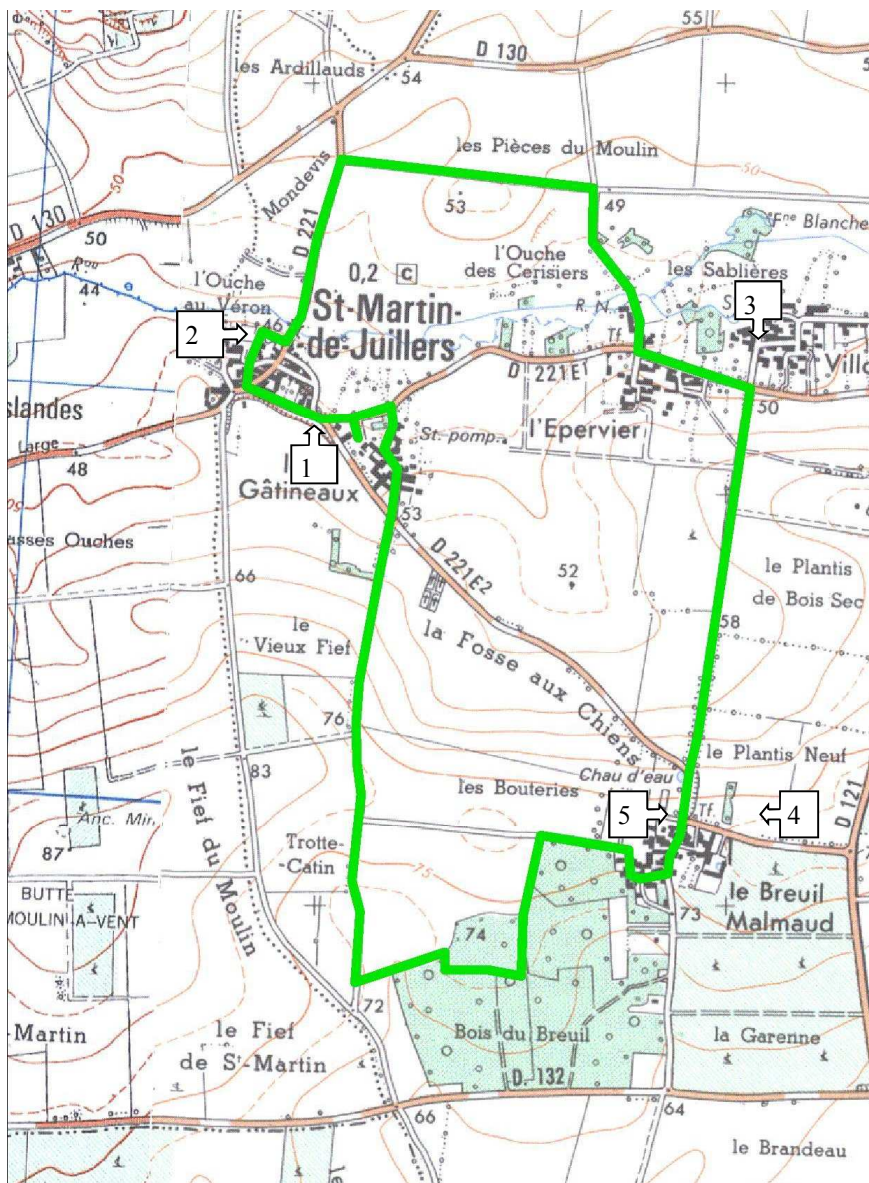 D 130
55
les Ardillauds
54
les Pièces du Moulin
50
50
Mondevis
53
49
D 130
D 221
Fne Blanche
50
0,2 C
l'Ouche
des Cerisiers
les Sablières
Rau
l'Ouche
au Véron
44
46
St-Martin-
de Juillers
R. N.
3
2
Tf.
D 221E1
50
slandes
Large
48
1
St. pomp.
l'Epervier
Gâtineaux
53
asses Ouches
D 221E2
52
le Plantis
de Bois Sec
66
58
le
Vieux Fief
la Fosse aux Chiens
76
le Plantis Neuf
83
Chau d'eau
les Bouteries
le Fief du Moulin
5
Tf.
4
D 121
Anc. Min.
87
Trotte-
-Catin
75
le Breuil
Malmaud
BUTTE
MOULIN-A-VENT
74
73
72
-Martin
le Fief
de St-Martin
Bois du Breuil
la Garenne
D. 132
66
64
le Brandeau